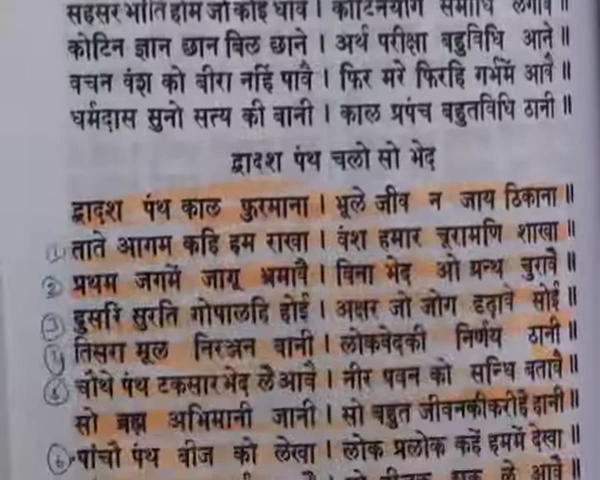 सहसर भाँति होम जो कोइ धावे । कोटिनयोग समाधि लगावे ॥
कोटिन ज्ञान छान बिल छाने । अर्थ परीक्षा बहुविधि आने ॥
वचन वंश को बीरा नहिं पावै । फिर मरे फिरहि गर्भमें आवै ॥
धर्मदास सुनो सत्य की बानी । काल प्रपंच बहुतविधि ठानी ॥
द्वादश पंथ चलो सो भेद
द्वादश पंथ काल फुरमाना । भूले जीव न जाय ठिकाना ॥
१ ताते आगम कहि हम राखा । वंश हमार चूरामणि शाखा ॥
२ प्रथम जगमें जागू भ्रमावै । बिना भेद ओ ग्रन्थ चुरावै ॥
दुसरि सुरति गोपालहि होई । अक्षर जो जोग दृढावे सोई ॥
तिसरा मूल निरञ्जन बानी । लोकवेदकी निर्णय ठानी ॥
चौथे पंथ टकसार भेद लै आवै । नीर पवन को सन्धि बतावै ॥
सो ब्रह्म अभिमानी जानी । सो बहुत जीवनकीकरीहै हानी ॥
पांचौ पंथ बीज को लेखा । लोक प्रलोक कहें हममें देखा ॥
ले आवै ॥